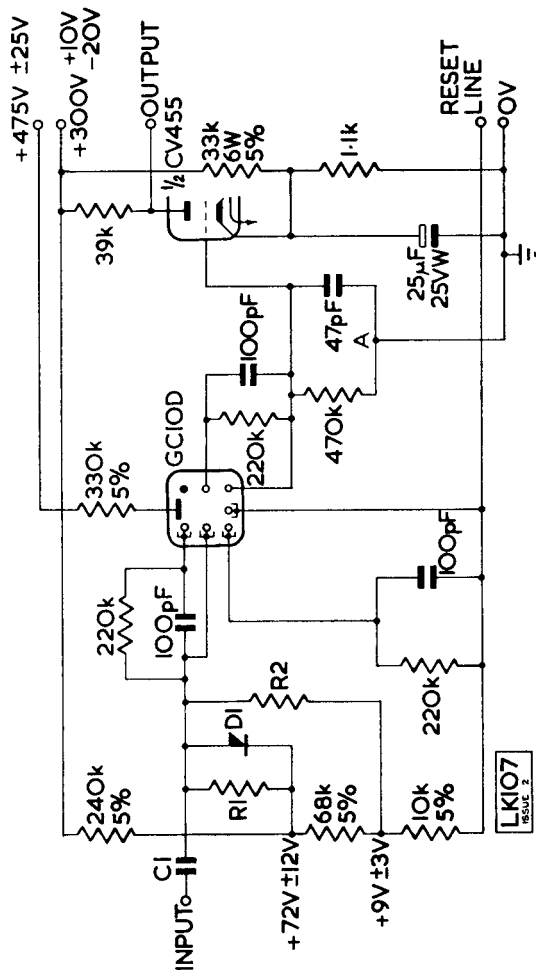 +475V ±25V
+300V +10V
-20V
OUTPUT
RESET
LINE
0V
39k
½ CV455
33k
6W
5%
1·1k
25µF
25VW
GC10D
330k
5%
100pF
220k
47pF
A
470k
220k
100pF
100pF
220k
240k
5%
C1
INPUT
R1
D1
R2
+72V±12V
68k
5%
+9V±3V
10k
5%
LK107
ISSUE 2